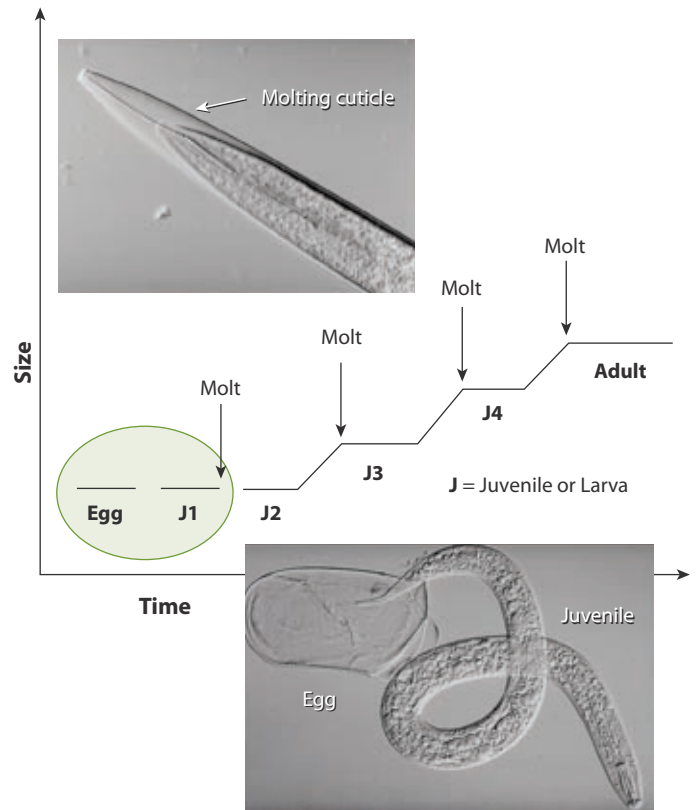 Molting cuticle
Molt
Molt
Molt
Molt
Size
Adult
J4
J3
J = Juvenile or Larva
Egg
J1
J2
Time
Juvenile
Egg